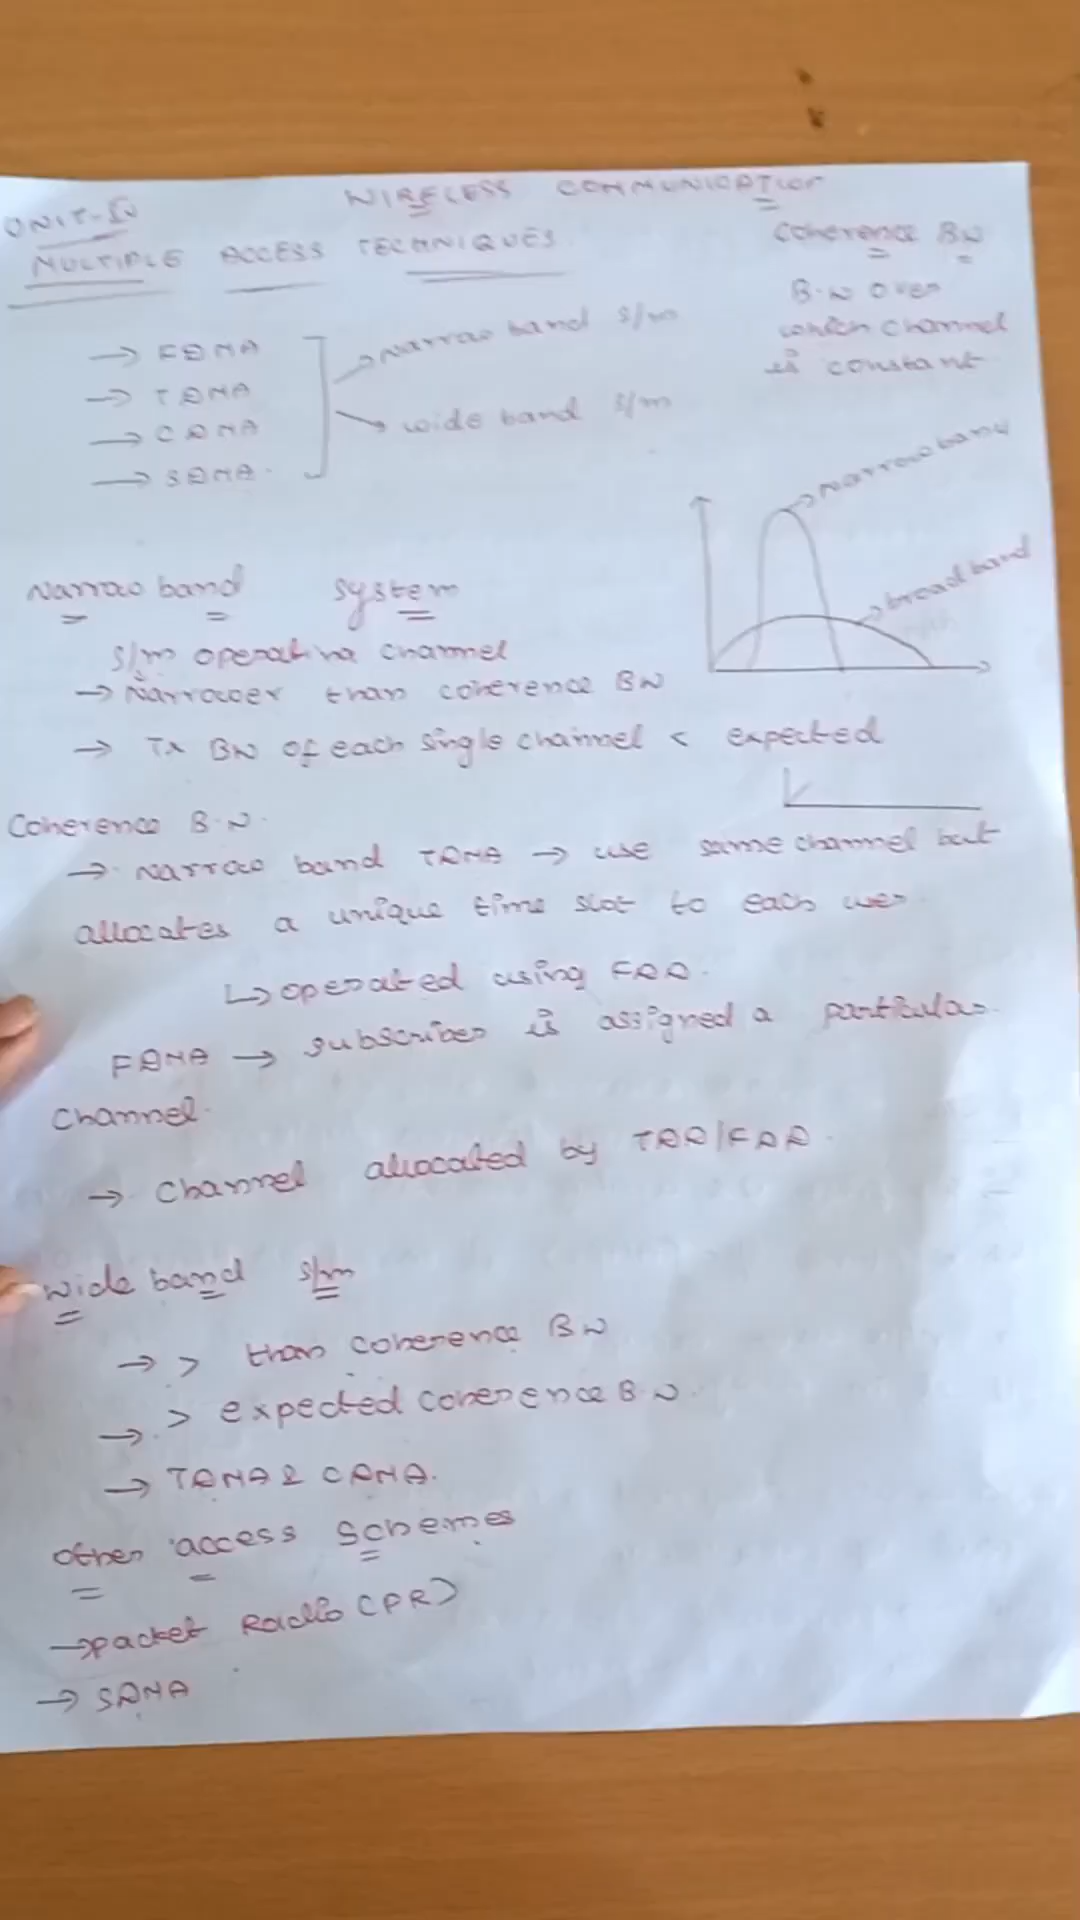 WIRELESS COMMUNICATION
UNIT-IV
MULTIPLE ACCESS TECHNIQUES
Coherence BW
B.W over
which channel
is constant
→ FDMA
→ TDMA
→ CDMA
→ SDMA.
→ Narrow band s/m
→ wide band s/m
Narrow band
broad band
Narrow band system
s/m operating channel
→ Narrower than coherence BW
→ Tx BW of each single channel < expected
Coherence B.W.
→ Narrow band TDMA → use same channel but
allocates a unique time slot to each user.
↳ operated using FDD.
FDMA → subscriber is assigned a particular
channel.
→ channel allocated by TDD/FDD.
Wide band s/m
→ > than coherence BW
→ > expected coherence BW.
→ TDMA & CDMA.
Other access schemes
→ packet Radio (PR)
→ SDMA